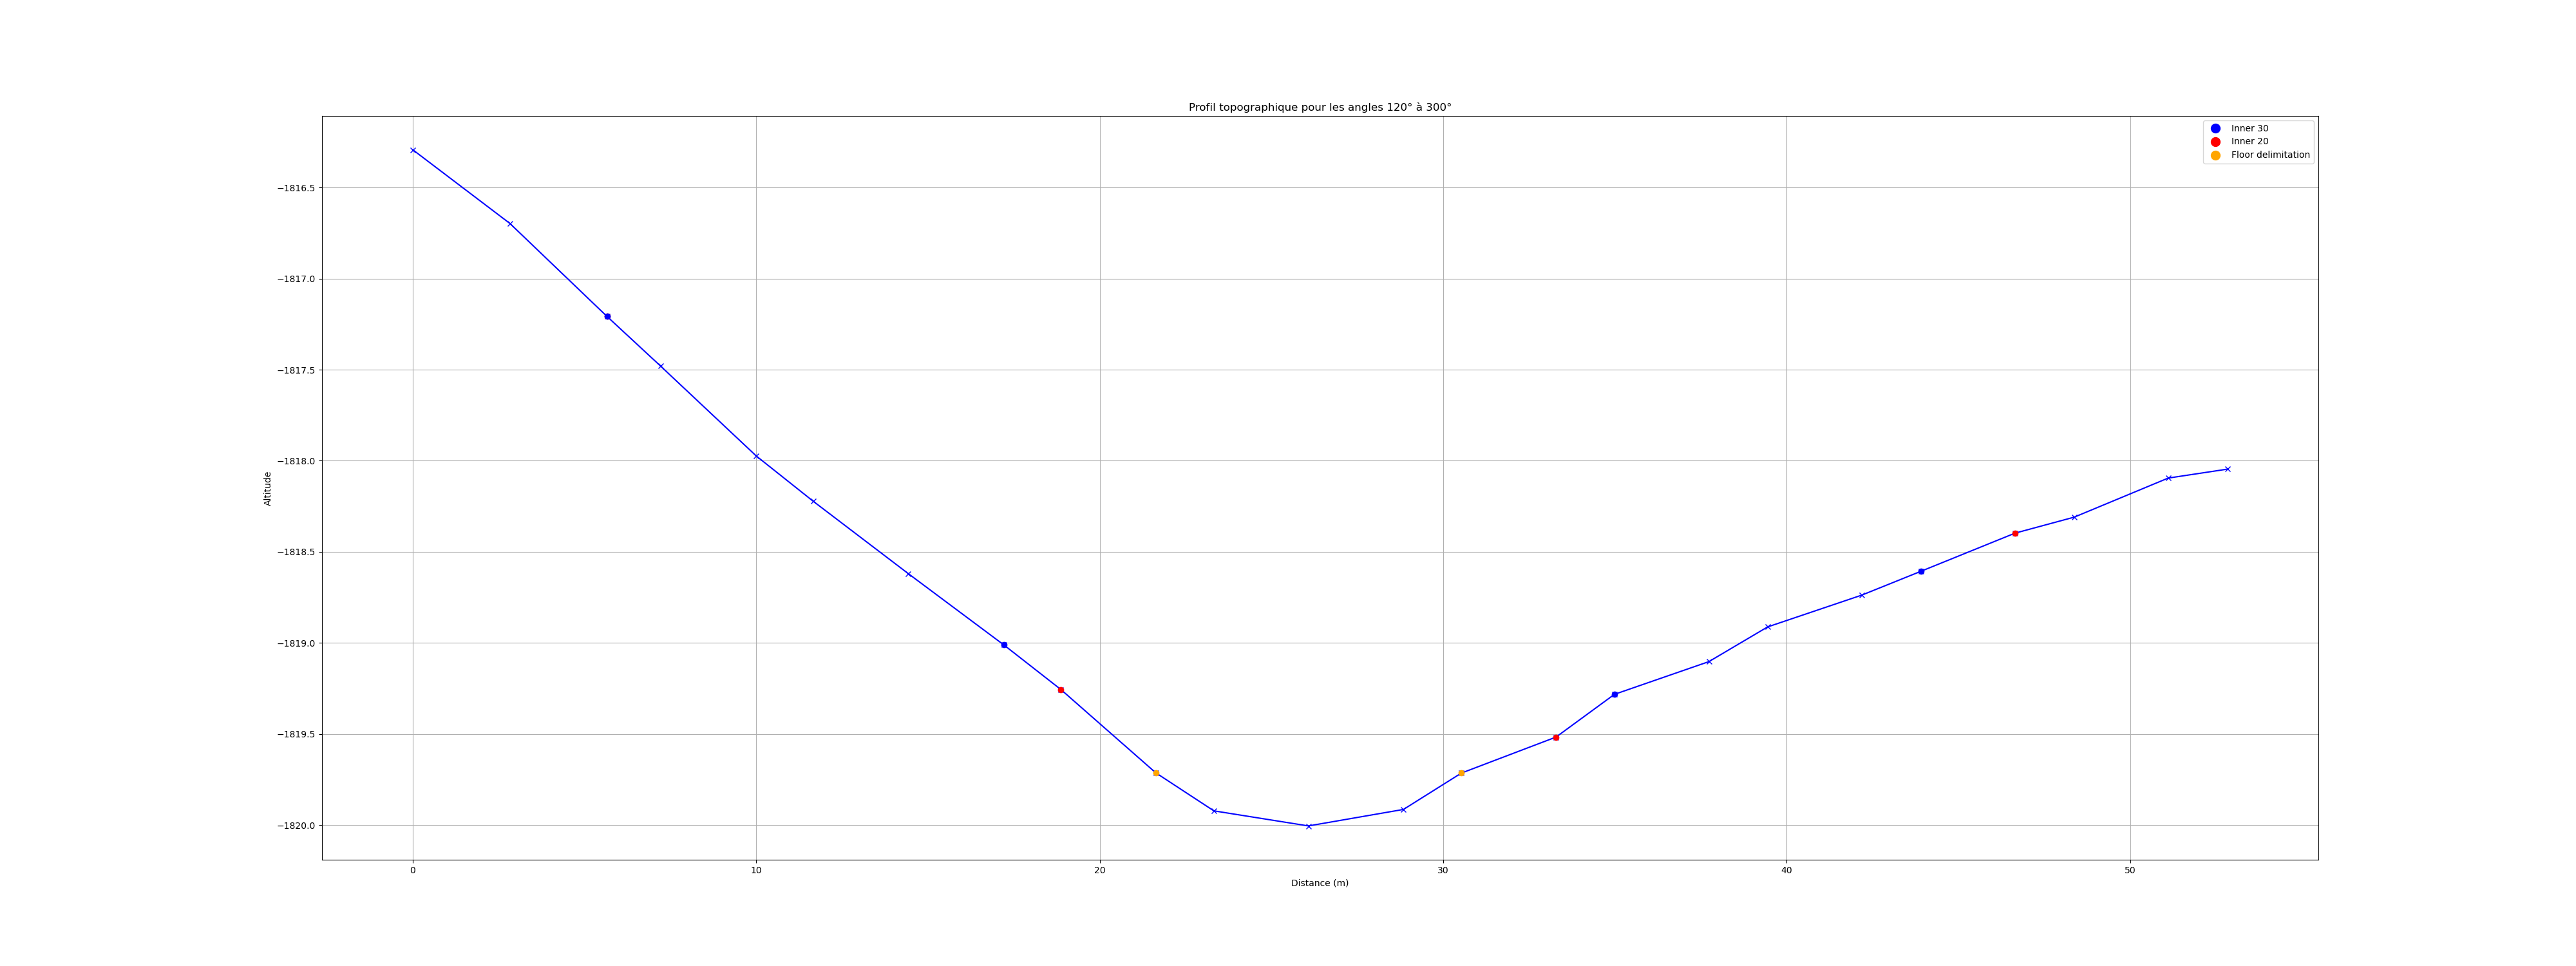 Profil topographique pour les angles 120° à 300°
Inner 30
Inner 20
Floor delimitation
−1816.5
−1817.0
−1817.5
−1818.0
−1818.5
−1819.0
−1819.5
−1820.0
Altitude
0 10 20 30 40 50
Distance (m)